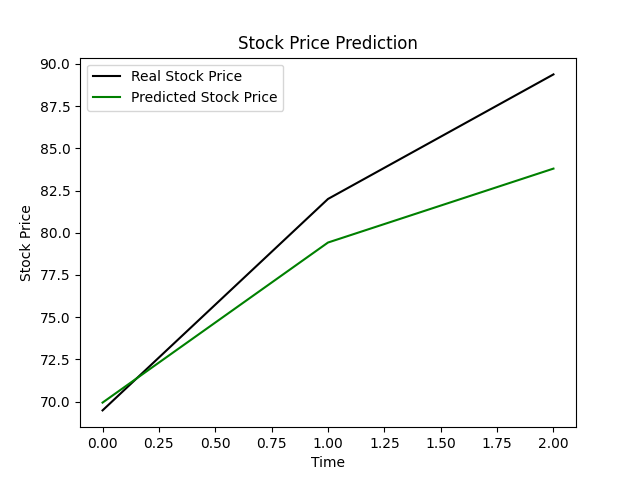 Stock Price Prediction
Real Stock Price
Predicted Stock Price
Stock Price
90.0
87.5
85.0
82.5
80.0
77.5
75.0
72.5
70.0
0.00 0.25 0.50 0.75 1.00 1.25 1.50 1.75 2.00
Time